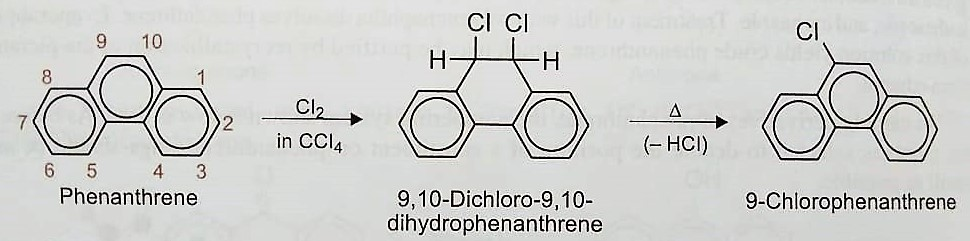 9 10
8 1
7 2
6 5 4 3
Phenanthrene
Cl₂
in CCl₄
Cl Cl
H H
9,10-Dichloro-9,10-
dihydrophenanthrene
Δ
(– HCl)
Cl
9-Chlorophenanthrene